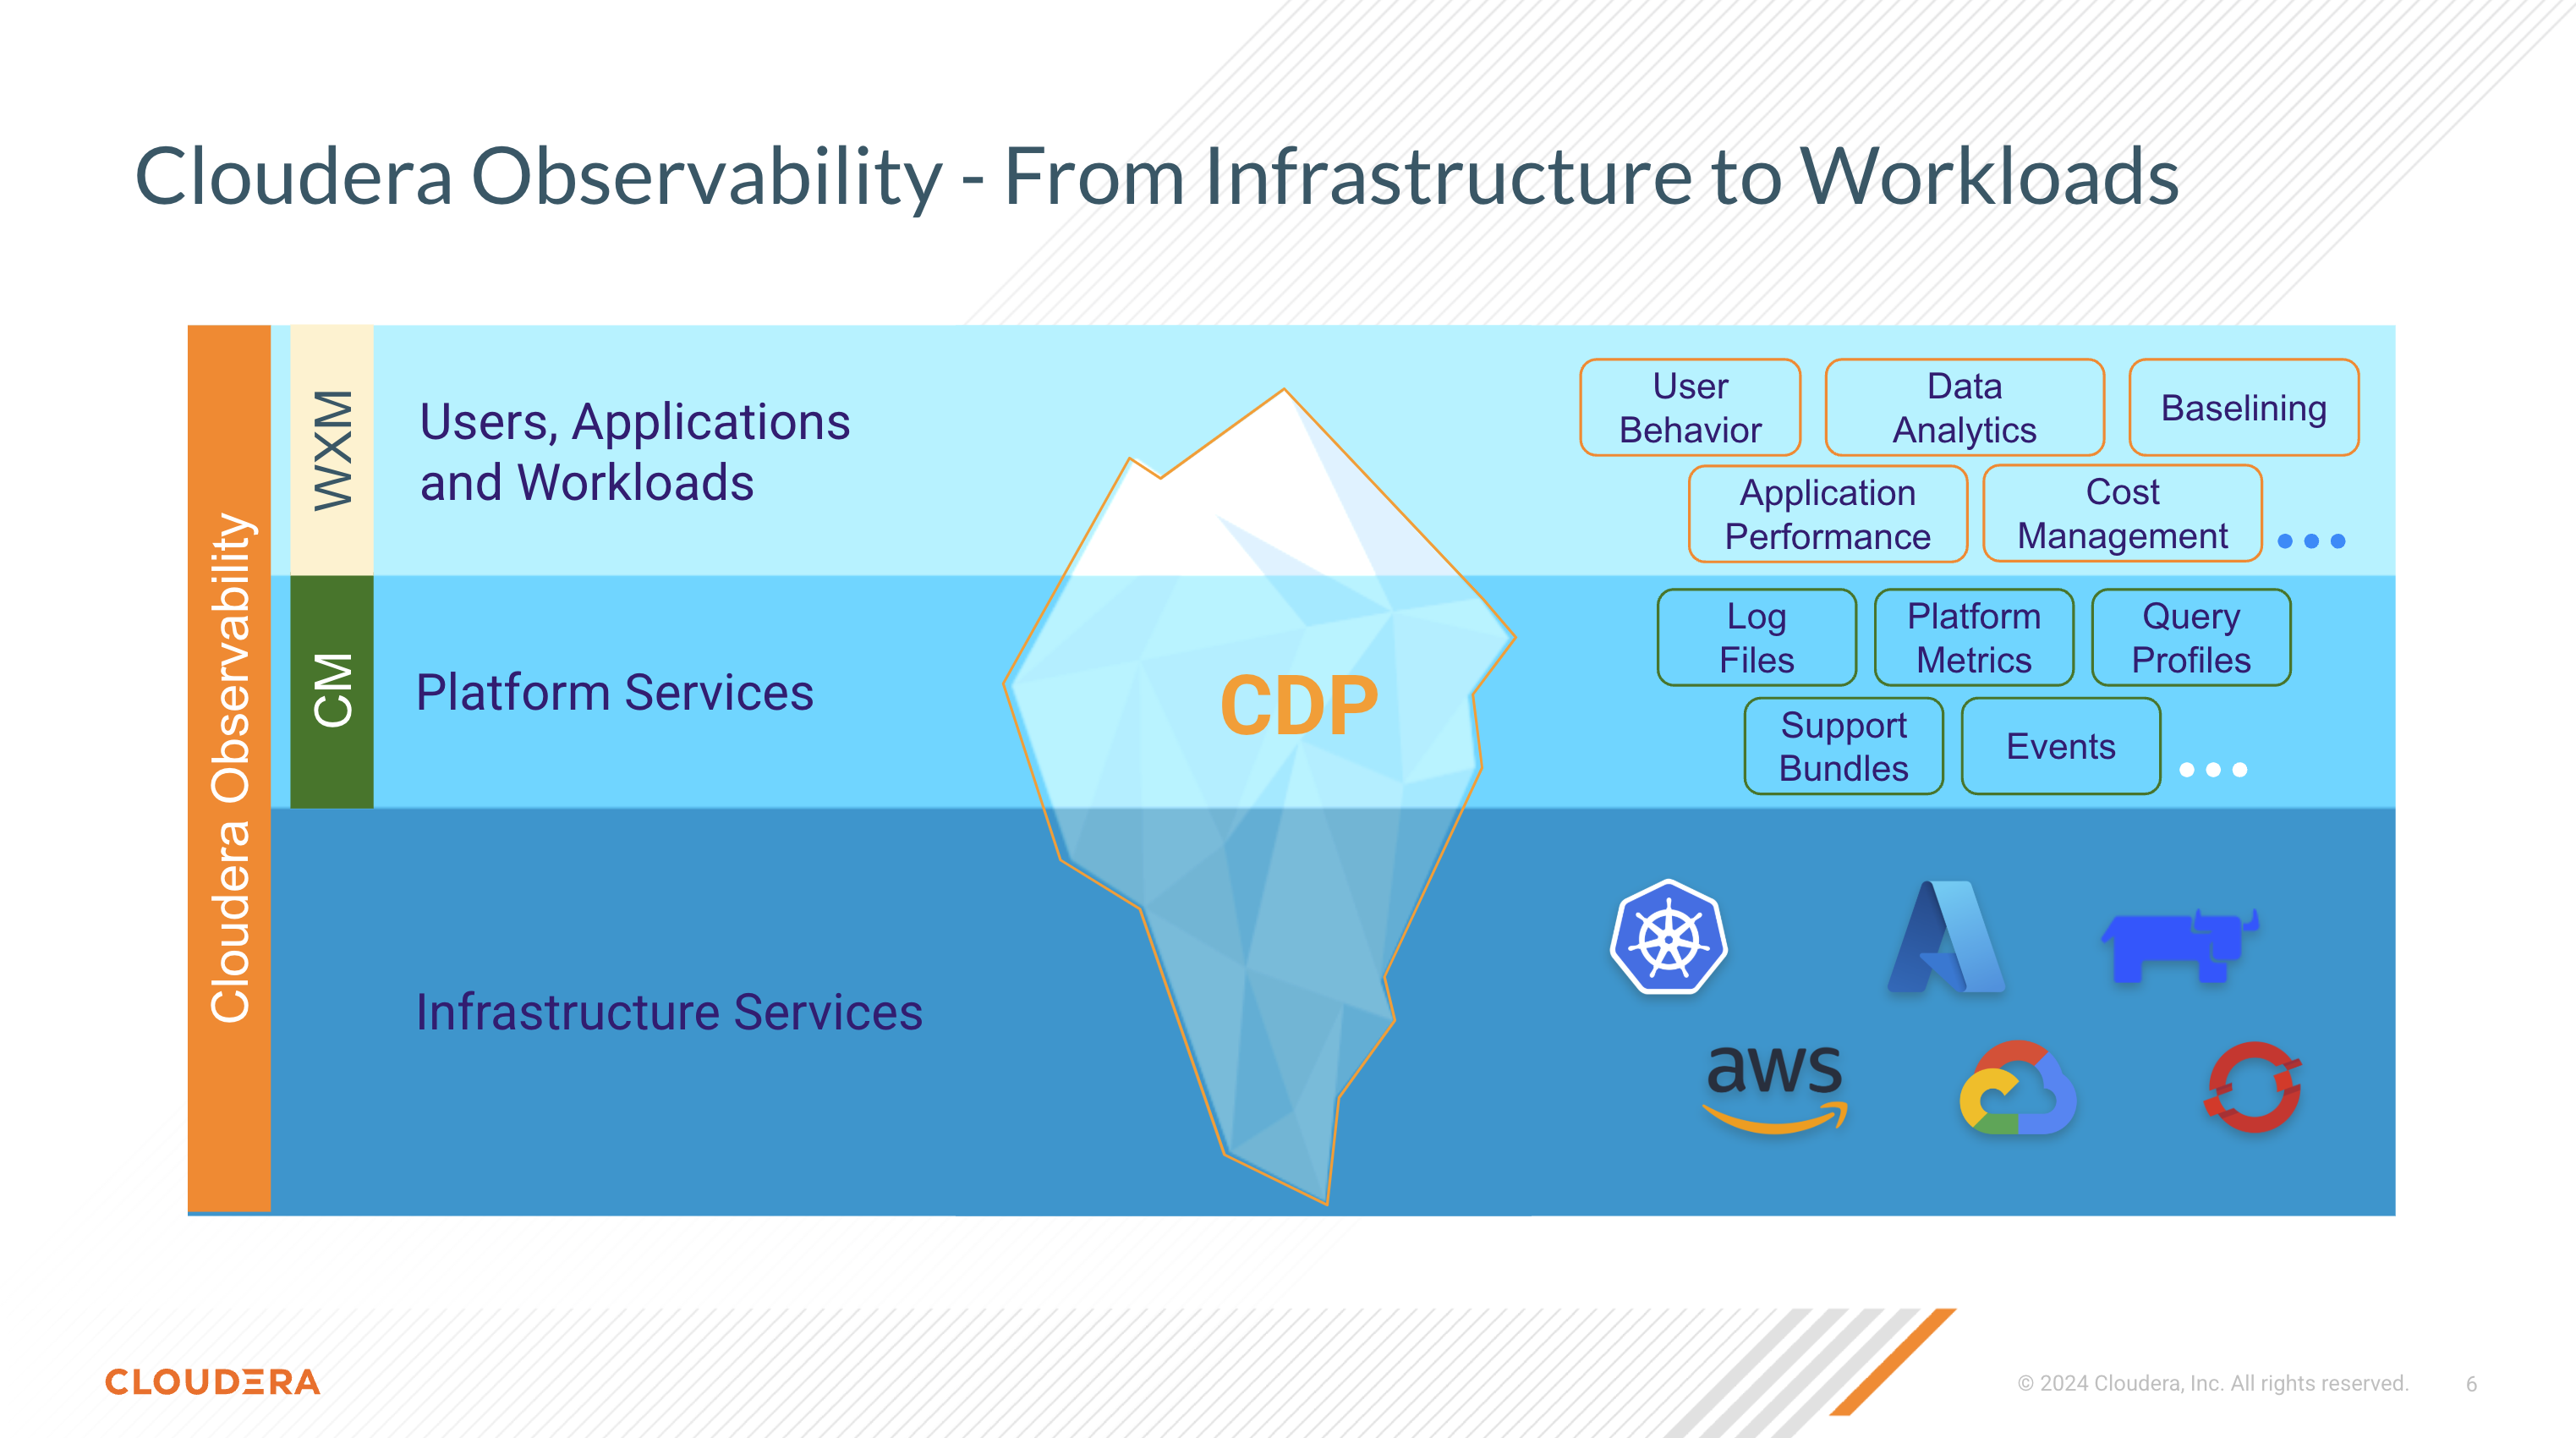 Cloudera Observability - From Infrastructure to Workloads
Cloudera Observability
WXM
Users, Applications
and Workloads
User
Behavior
Data
Analytics
Baselining
Application
Performance
Cost
Management
CM
Platform Services
CDP
Log
Files
Platform
Metrics
Query
Profiles
Support
Bundles
Events
Infrastructure Services
aws
CLOUDERA
© 2024 Cloudera, Inc. All rights reserved.
6